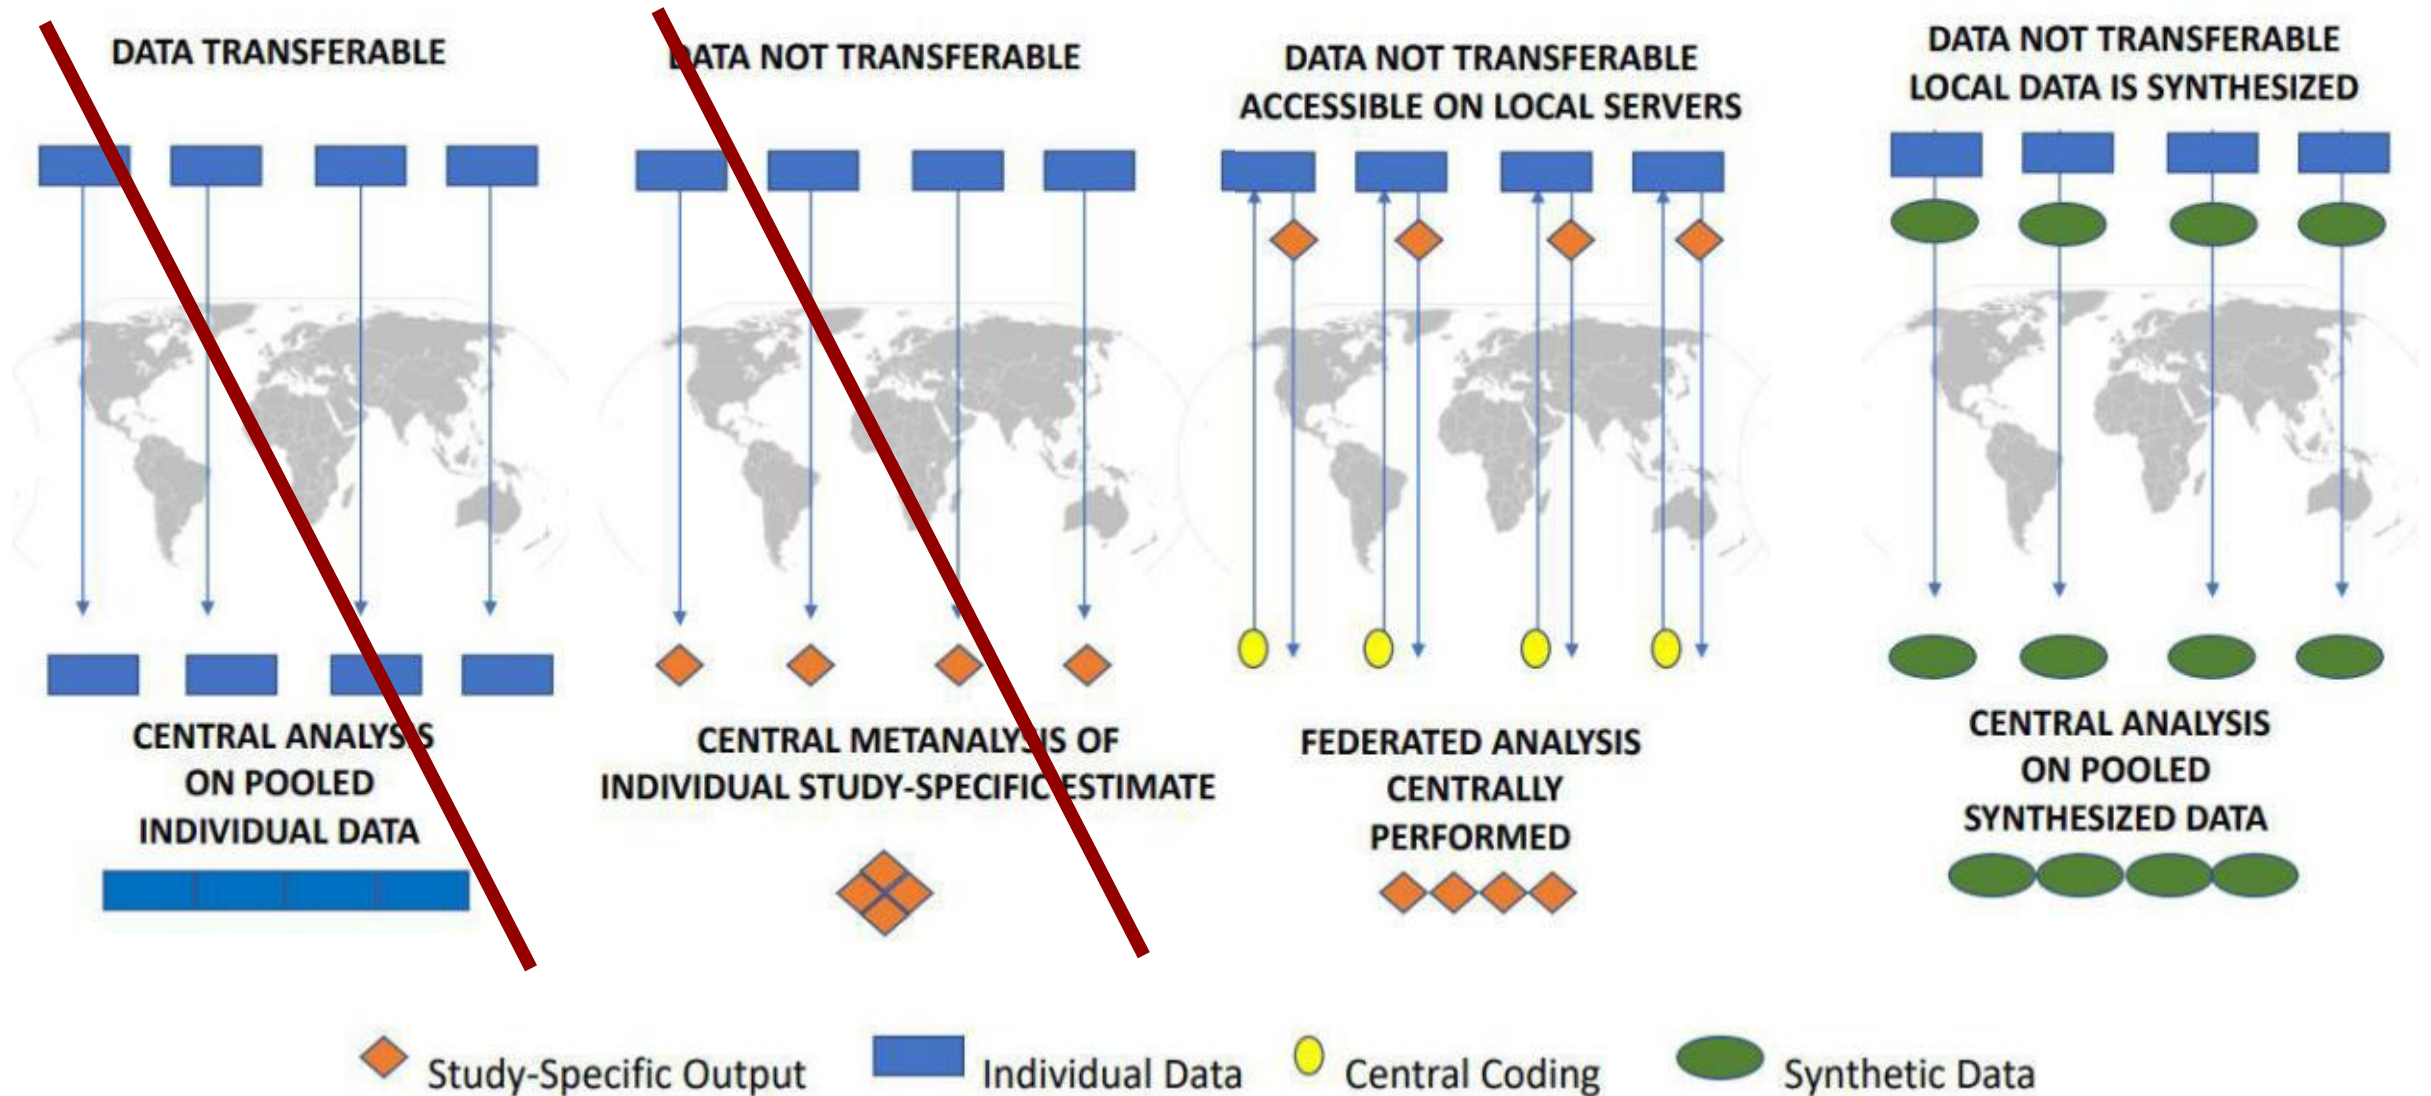 DATA TRANSFERABLE
CENTRAL ANALYSIS
ON POOLED
INDIVIDUAL DATA
DATA NOT TRANSFERABLE
CENTRAL METANALYSIS OF
INDIVIDUAL STUDY-SPECIFIC ESTIMATE
DATA NOT TRANSFERABLE
ACCESSIBLE ON LOCAL SERVERS
FEDERATED ANALYSIS
CENTRALLY
PERFORMED
DATA NOT TRANSFERABLE
LOCAL DATA IS SYNTHESIZED
CENTRAL ANALYSIS
ON POOLED
SYNTHESIZED DATA
Study-Specific Output
Individual Data
Central Coding
Synthetic Data